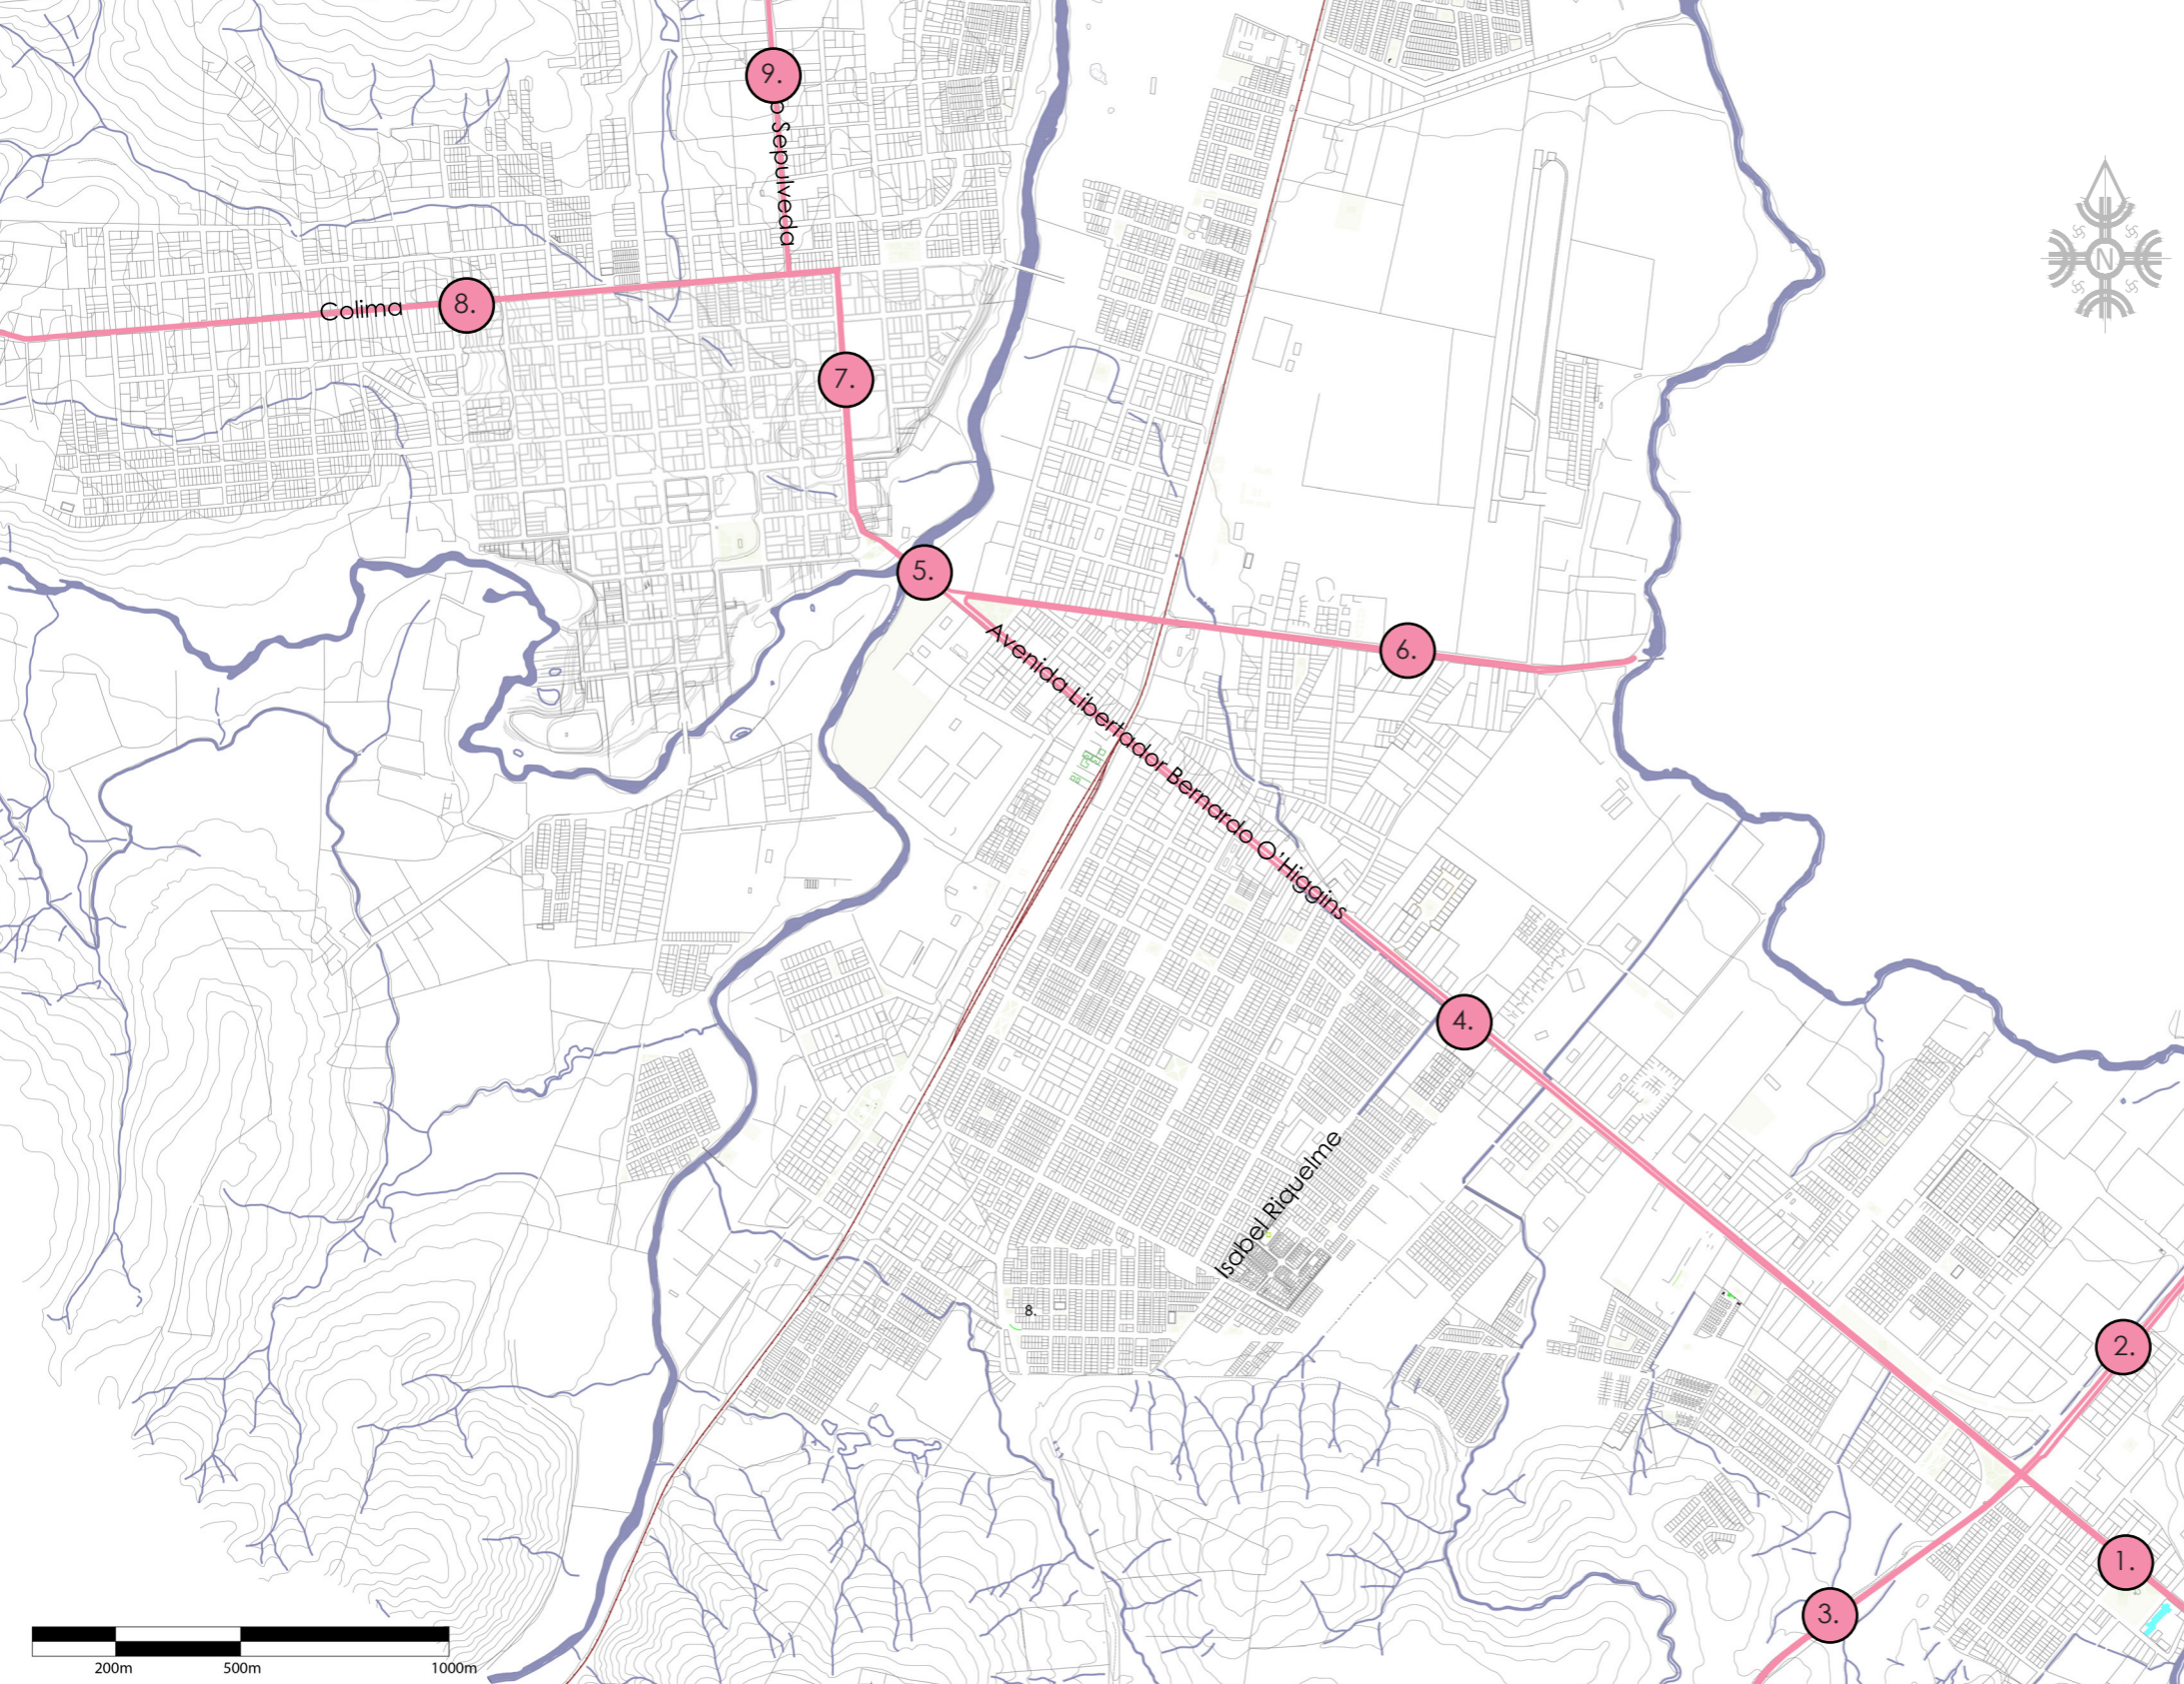 9.
o Sepulveda
N
Colima
8.
7.
5.
6.
Avenida Libertador Bernardo O'Higgins
4.
Isabel Riquelme
8.
2.
1.
3.
200m 500m 1000m